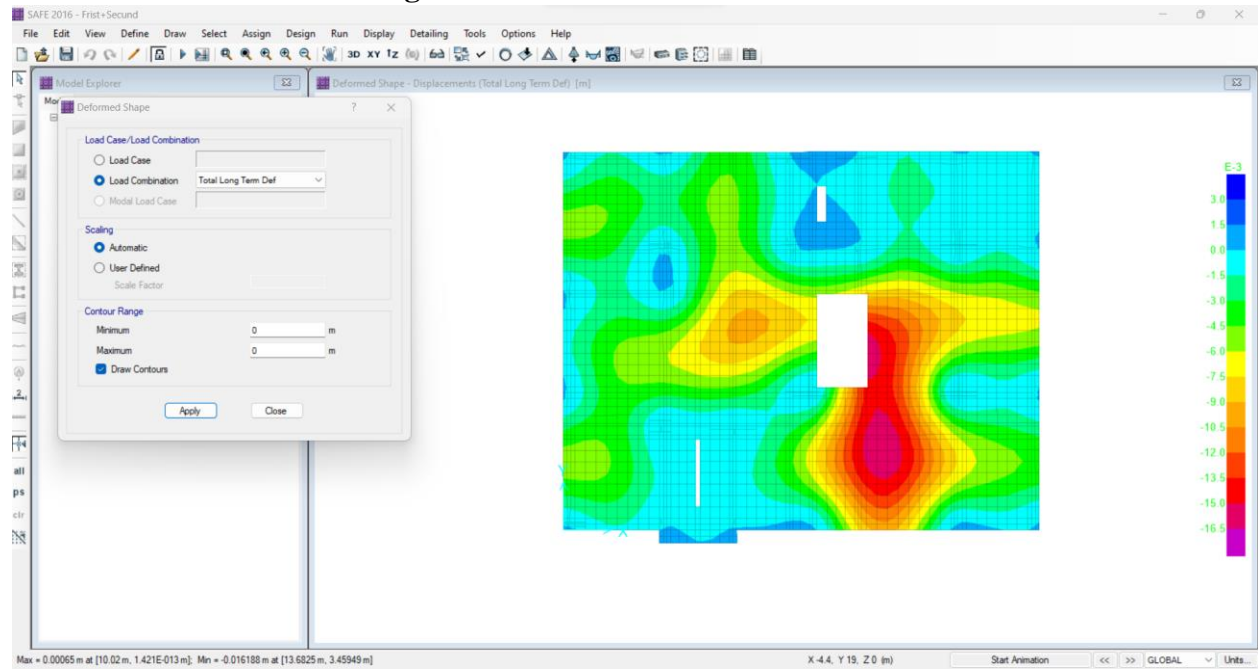 SAFE 2016 - Frist+Secund
File Edit View Define Draw Select Assign Design Run Display Detailing Tools Options Help
3D XY
Model Explorer
Deformed Shape - Displacements (Total Long Term Def) [m]
Deformed Shape ? ×
Load Case/Load Combination
Load Case
Load Combination Total Long Term Def
Modal Load Case
Scaling
Automatic
User Defined
Scale Factor
Contour Range
Minimum 0 m
Maximum 0 m
Draw Contours
Apply Close
all
ps
clr
E-3
3.0
1.5
0.0
-1.5
-3.0
-4.5
-6.0
-7.5
-9.0
-10.5
-12.0
-13.5
-15.0
-16.5
Max = 0.00065 m at [10.02 m, 1.421E-013 m]; Min = -0.016188 m at [13.6825 m, 3.45949 m] X -4.4, Y 19, Z 0 (m) Start Animation << >> GLOBAL Units...